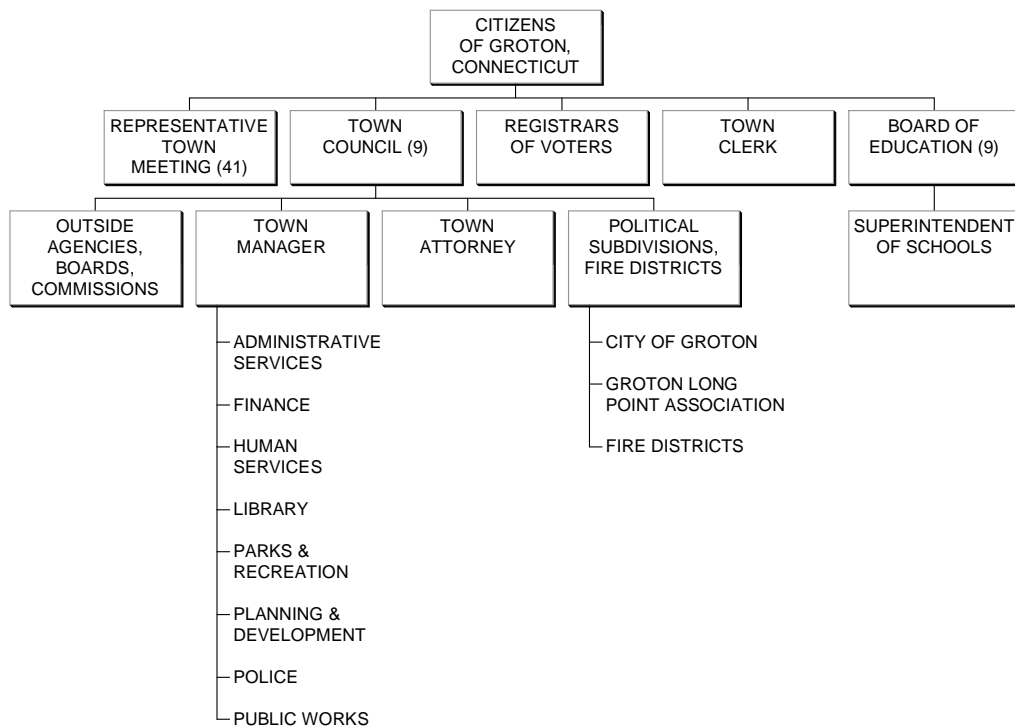 CITIZENS
OF GROTON,
CONNECTICUT
REPRESENTATIVE
TOWN
MEETING (41)
TOWN
COUNCIL (9)
REGISTRARS
OF VOTERS
TOWN
CLERK
BOARD OF
EDUCATION (9)
OUTSIDE
AGENCIES,
BOARDS,
COMMISSIONS
TOWN
MANAGER
TOWN
ATTORNEY
POLITICAL
SUBDIVISIONS,
FIRE DISTRICTS
SUPERINTENDENT
OF SCHOOLS
ADMINISTRATIVE
SERVICES
FINANCE
HUMAN
SERVICES
LIBRARY
PARKS &
RECREATION
PLANNING &
DEVELOPMENT
POLICE
PUBLIC WORKS
CITY OF GROTON
GROTON LONG
POINT ASSOCIATION
FIRE DISTRICTS